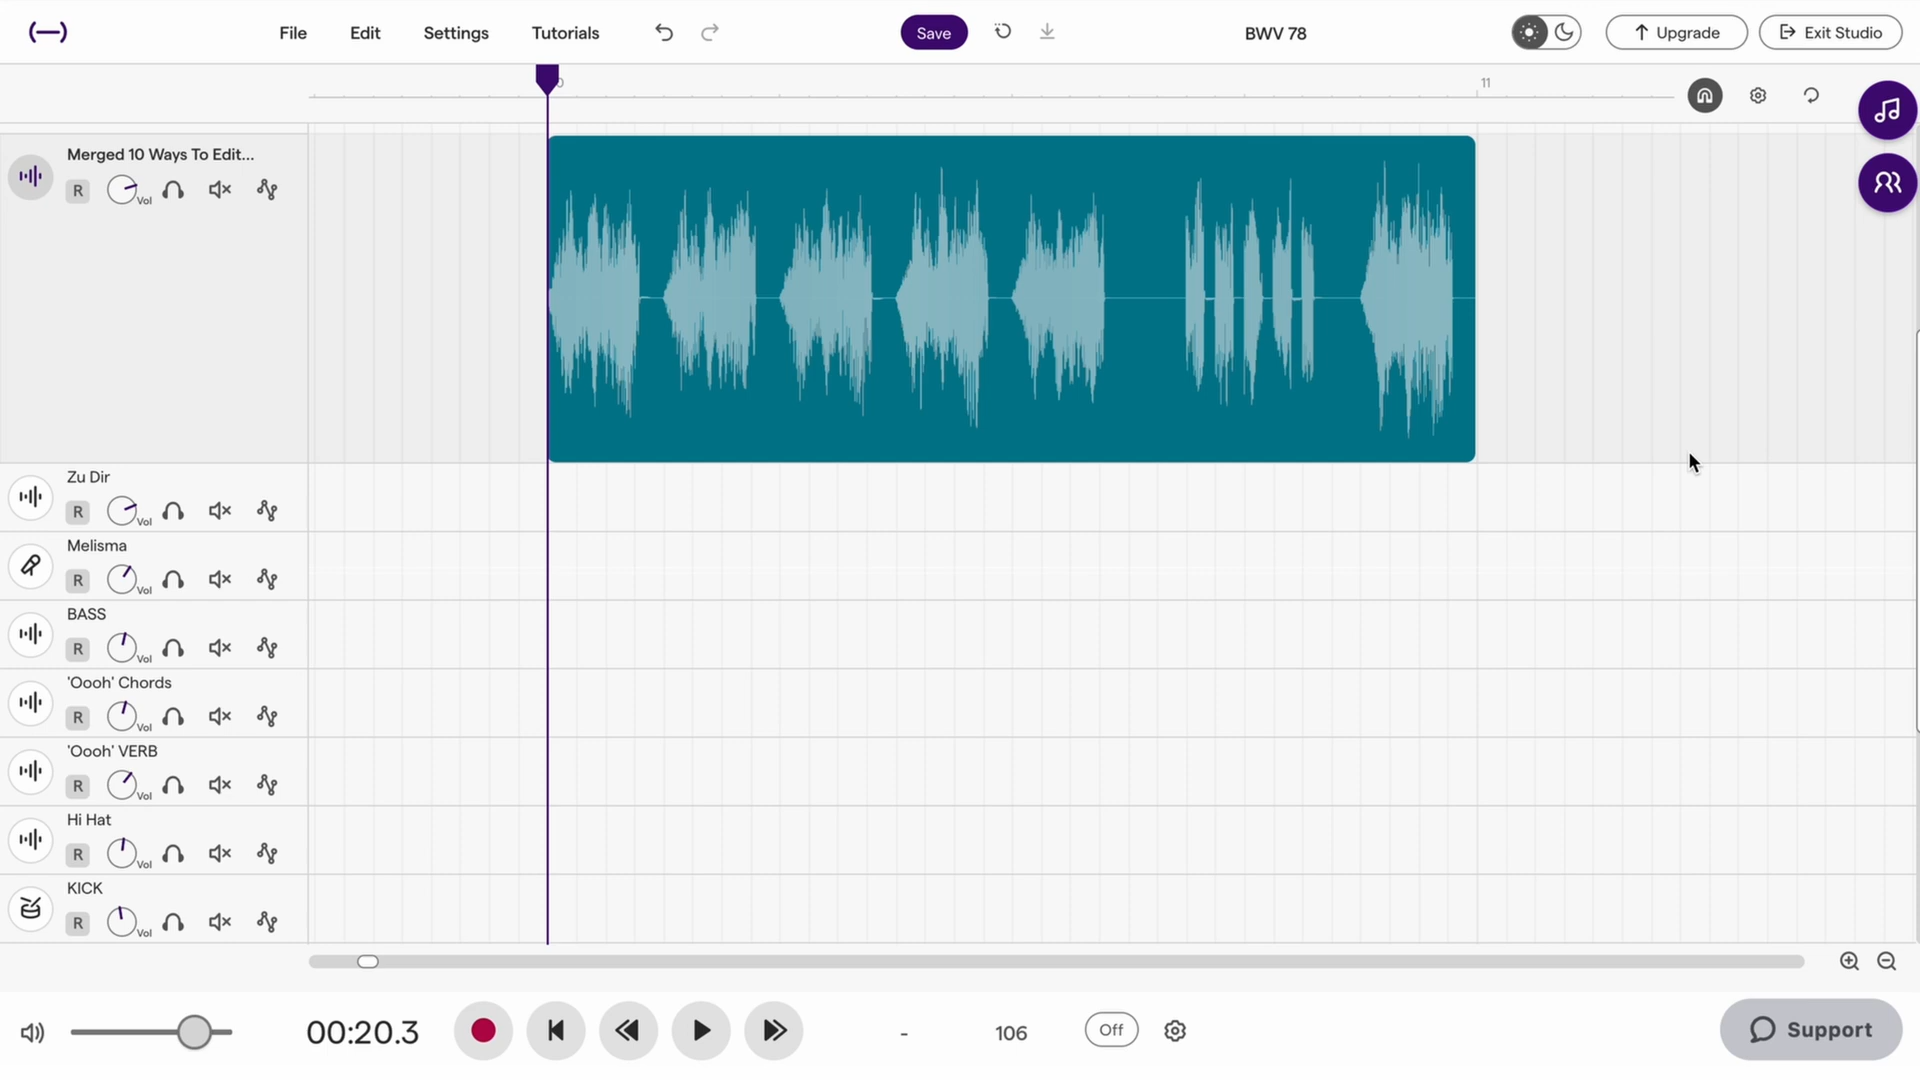 File Edit Settings Tutorials Save BWV 78 Upgrade Exit Studio
11
Merged 10 Ways To Edit...
R Vol
Zu Dir
R Vol
Melisma
R Vol
BASS
R Vol
'Oooh' Chords
R Vol
'Oooh' VERB
R Vol
Hi Hat
R Vol
KICK
R Vol
00:20.3 - 106 Off Support